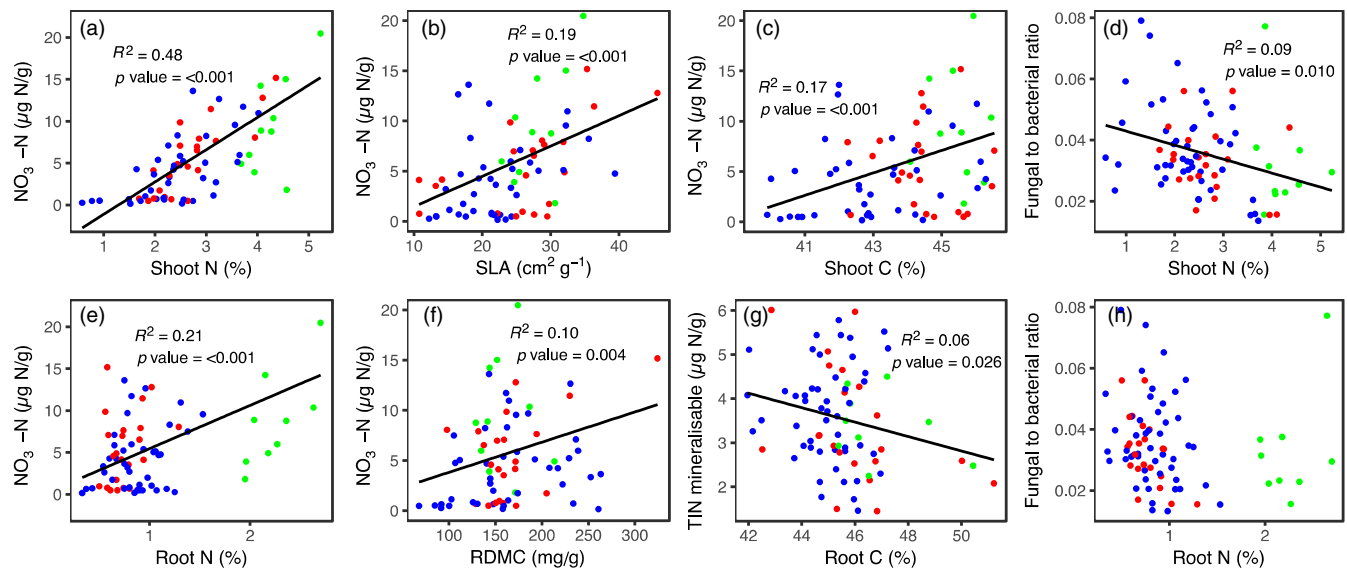 (a)
R² = 0.48
p value = <0.001
NO₃ –N (µg N/g)
20
15
10
5
0
1 2 3 4 5
Shoot N (%)
(b)
R² = 0.19
p value = <0.001
NO₃ –N (µg N/g)
20
15
10
5
0
10 20 30 40
SLA (cm² g⁻¹)
(c)
R² = 0.17
p value = <0.001
NO₃ –N (µg N/g)
20
15
10
5
0
41 43 45
Shoot C (%)
(d)
R² = 0.09
p value = 0.010
Fungal to bacterial ratio
0.08
0.06
0.04
0.02
1 2 3 4 5
Shoot N (%)
(e)
R² = 0.21
p value = <0.001
NO₃ –N (µg N/g)
20
15
10
5
0
1 2
Root N (%)
(f)
R² = 0.10
p value = 0.004
NO₃ –N (µg N/g)
20
15
10
5
0
100 150 200 250 300
RDMC (mg/g)
(g)
R² = 0.06
p value = 0.026
TIN mineralisable (µg N/g)
6
5
4
3
2
42 44 46 48 50
Root C (%)
(h)
Fungal to bacterial ratio
0.08
0.06
0.04
0.02
1 2
Root N (%)